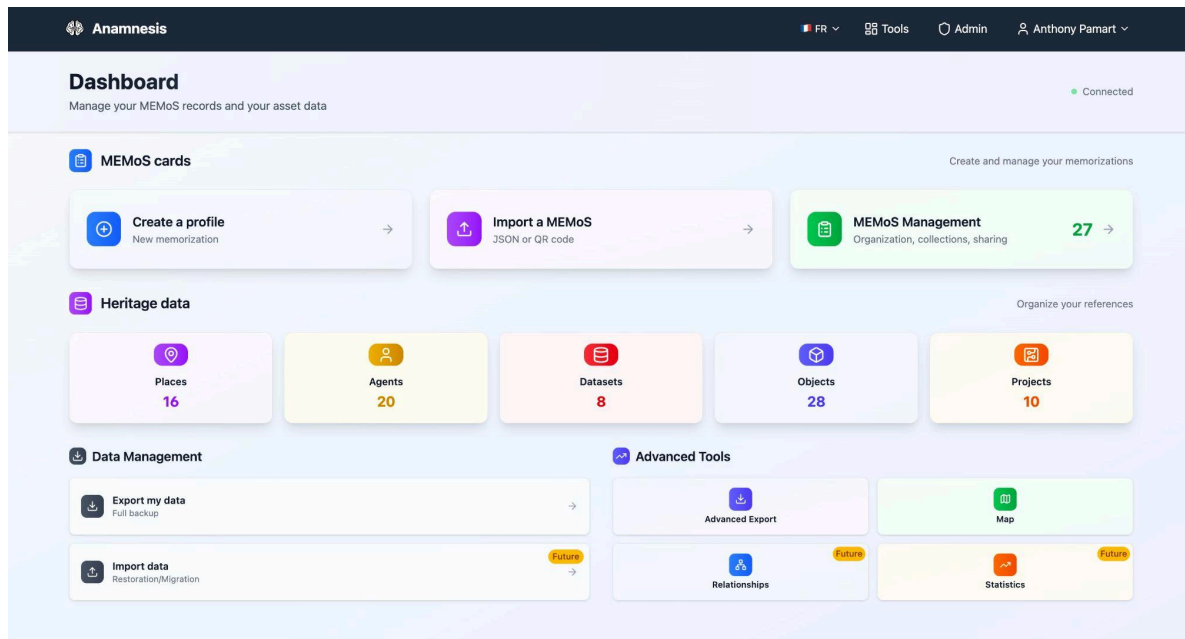 Anamnesis
FR
Tools
Admin
Anthony Pamart
Dashboard
Manage your MEMoS records and your asset data
Connected
MEMoS cards
Create and manage your memorizations
Create a profile
New memorization
Import a MEMoS
JSON or QR code
MEMoS Management
Organization, collections, sharing
27
Heritage data
Organize your references
Places
16
Agents
20
Datasets
8
Objects
28
Projects
10
Data Management
Export my data
Full backup
Import data
Restoration/Migration
Future
Advanced Tools
Advanced Export
Map
Relationships
Future
Statistics
Future